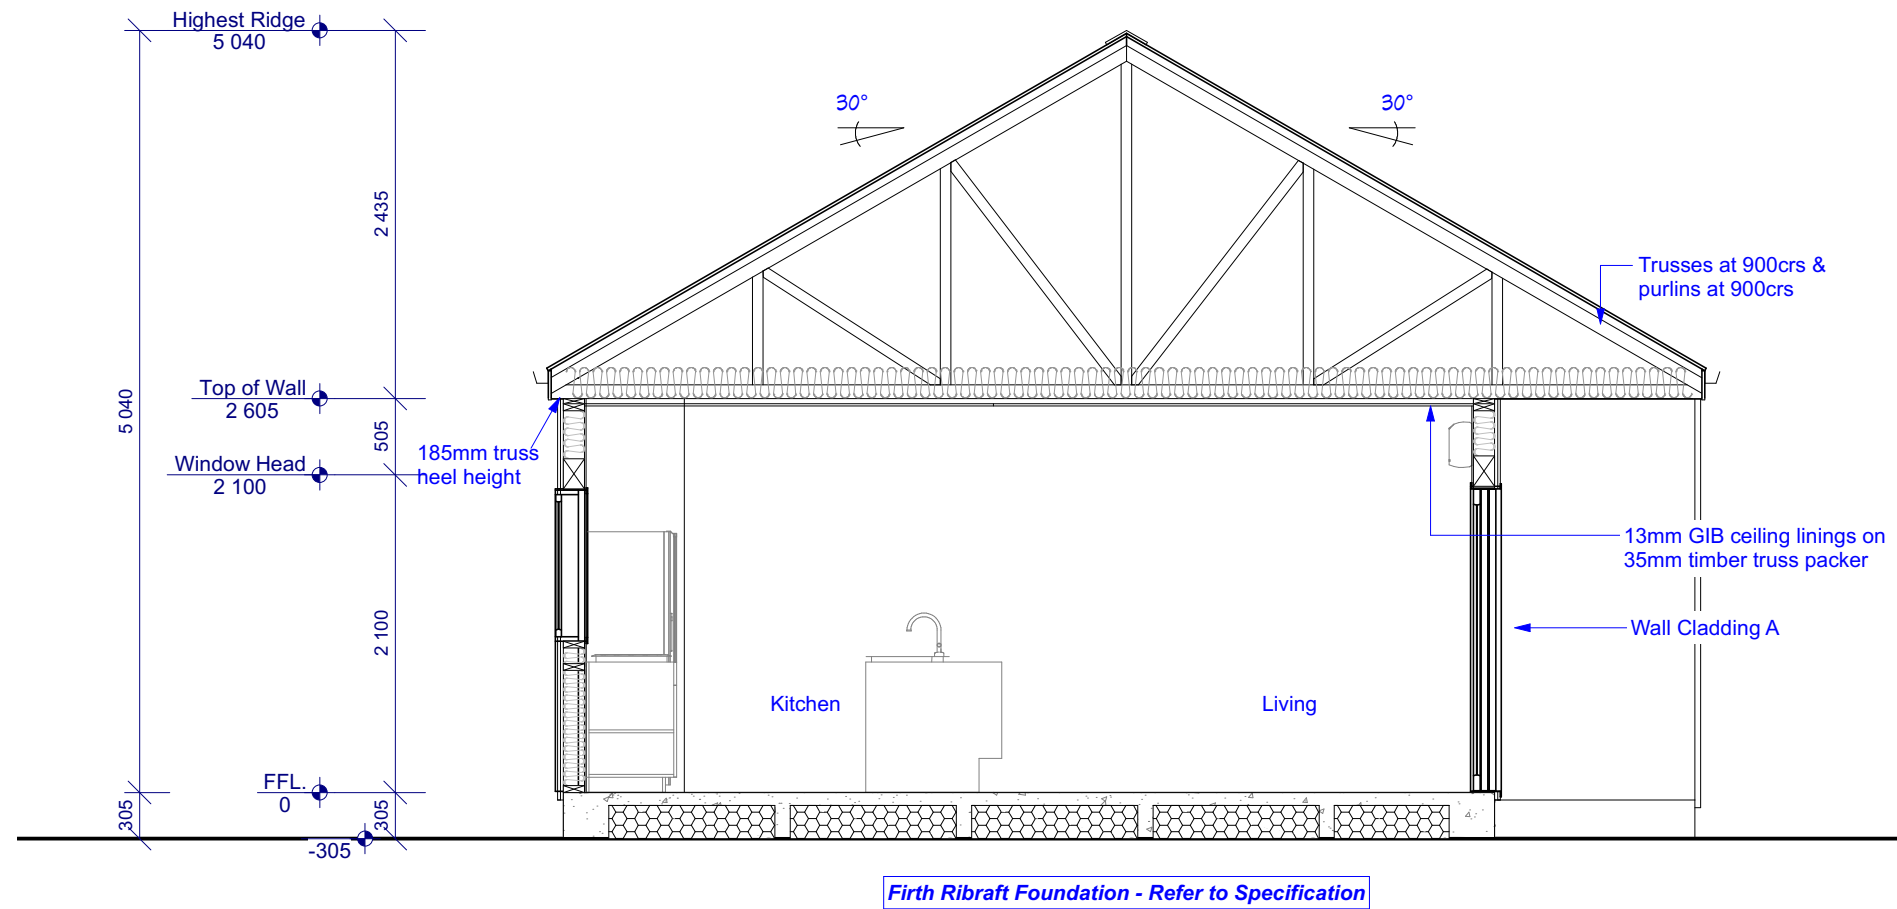 Highest Ridge
5 040
30°
30°
2 435
Trusses at 900crs &
purlins at 900crs
Top of Wall
2 605
5 040
505
185mm truss
heel height
Window Head
2 100
13mm GIB ceiling linings on
35mm timber truss packer
2 100
Wall Cladding A
Kitchen
Living
FFL.
0
305
305
-305
Firth Ribraft Foundation - Refer to Specification